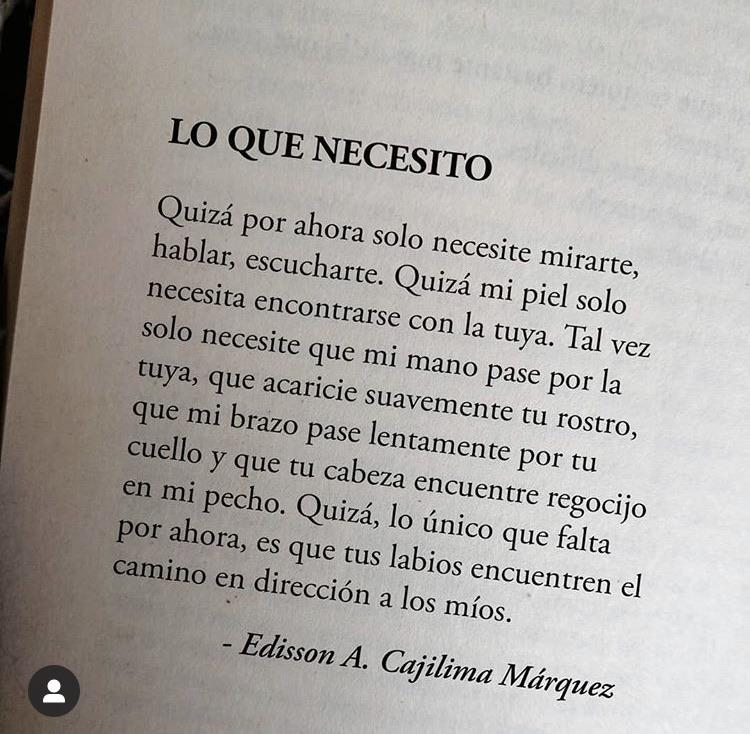 LO QUE NECESITO
Quizá por ahora solo necesite mirarte,
hablar, escucharte. Quizá mi piel solo
necesita encontrarse con la tuya. Tal vez
solo necesite que mi mano pase por la
tuya, que acaricie suavemente tu rostro,
que mi brazo pase lentamente por tu
cuello y que tu cabeza encuentre regocijo
en mi pecho. Quizá, lo único que falta
por ahora, es que tus labios encuentren el
camino en dirección a los míos.
- Edisson A. Cajilima Márquez